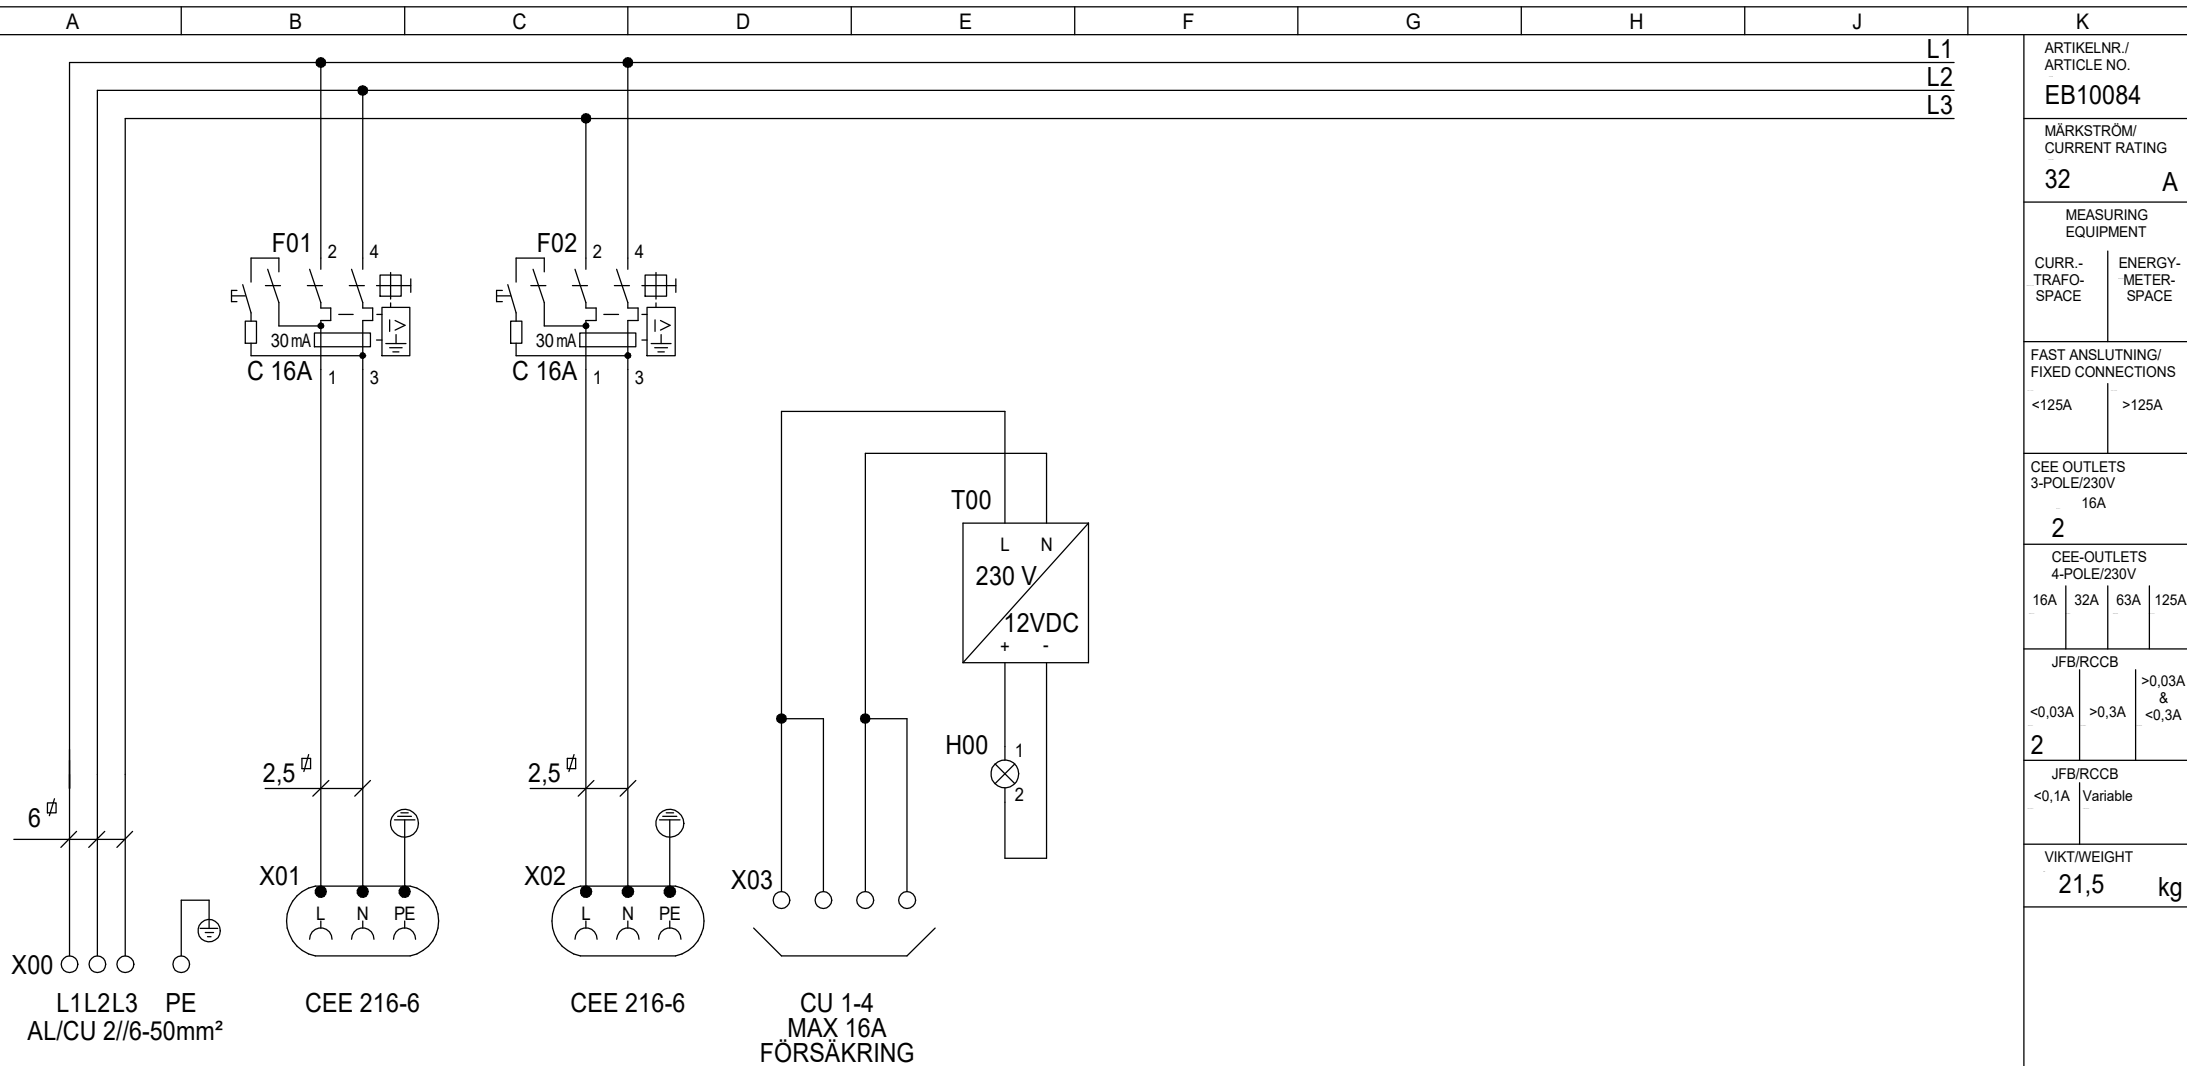 A B C D E F G H J K
L1
L2
L3
ARTIKELNR./
ARTICLE NO.
EB10084
MÄRKSTRÖM/
CURRENT RATING
32 A
MEASURING
EQUIPMENT
CURR.-
TRAFO-
SPACE
ENERGY-
METER-
SPACE
FAST ANSLUTNING/
FIXED CONNECTIONS
<125A >125A
CEE OUTLETS
3-POLE/230V
16A
2
CEE-OUTLETS
4-POLE/230V
16A 32A 63A 125A
JFB/RCCB
<0,03A >0,3A
>0,03A
&
<0,3A
2
JFB/RCCB
<0,1A Variable
VIKT/WEIGHT
21,5 kg
F01 2 4
I>
30 mA
C 16A 1 3
F02 2 4
I>
30 mA
C 16A 1 3
T00
L N
230 V
12VDC
+ -
H00 1
2
2,5
2,5
6
X01
L N PE
X02
L N PE
X03
X00
L1L2L3 PE
AL/CU 2//6-50mm²
CEE 216-6
CEE 216-6
CU 1-4
MAX 16A
FÖRSÄKRING